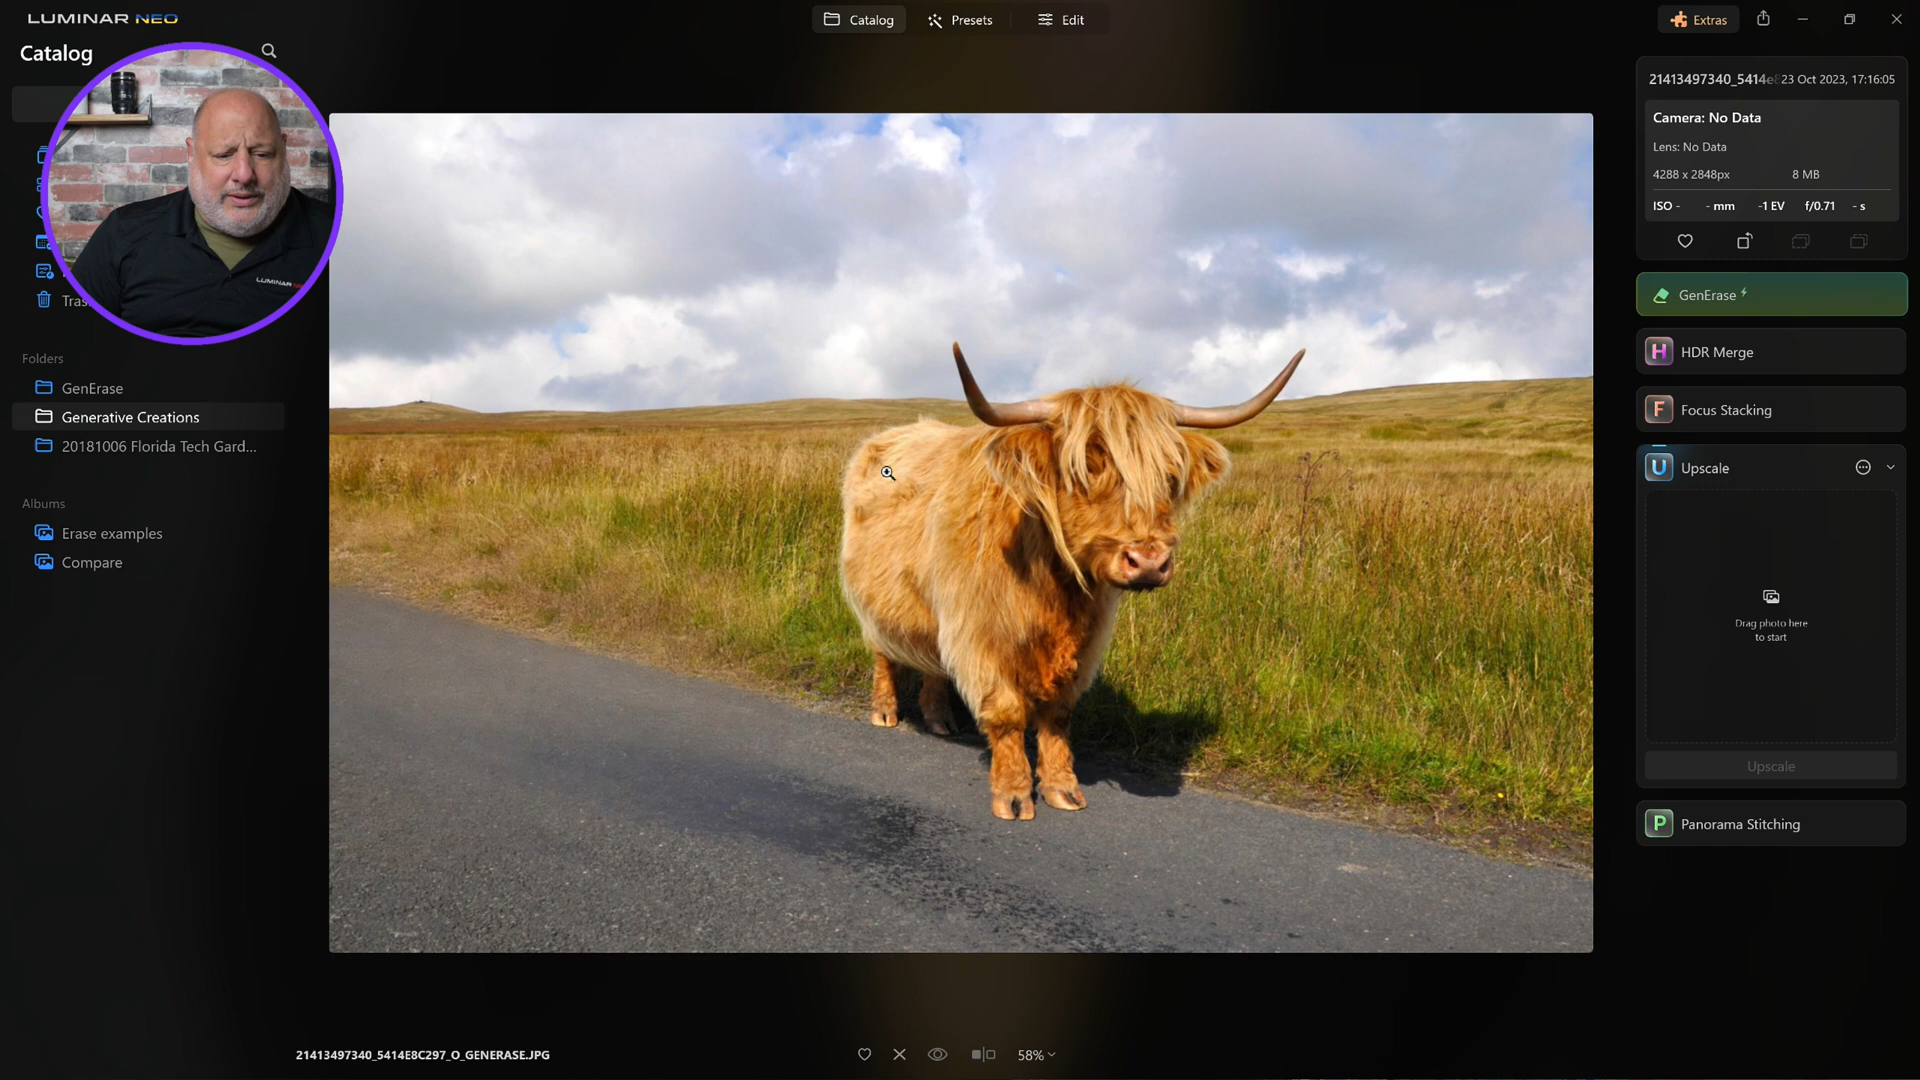 LUMINAR NEO
Catalog
Presets
Edit
Extras
Catalog
Folders
GenErase
Generative Creations
20181006 Florida Tech Gard...
Albums
Erase examples
Compare
LUMINAR
21413497340_5414e
23 Oct 2023, 17:16:05
Camera: No Data
Lens: No Data
4288 x 2848px
8 MB
ISO -
- mm
-1 EV
f/0.71
- s
GenErase
H
HDR Merge
F
Focus Stacking
U
Upscale
Drag photo here
to start
Upscale
P
Panorama Stitching
21413497340_5414E8C297_O_GENERASE.JPG
58%